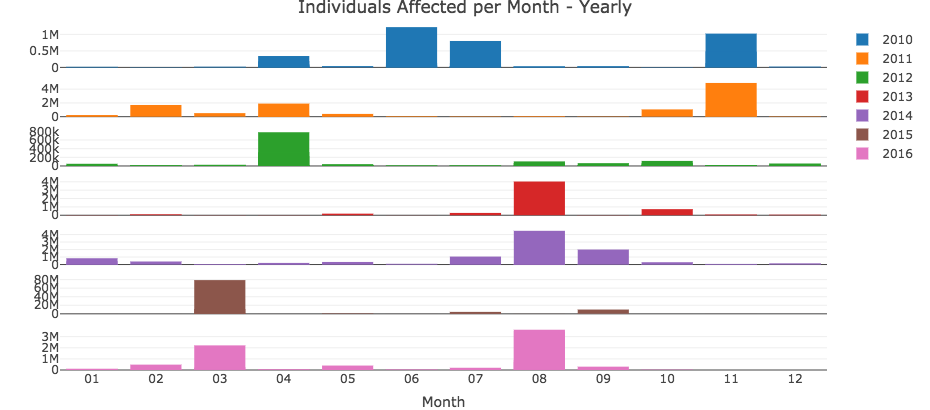 Individuals Affected per Month - Yearly
1M
0.5M
0
4M
2M
0
800k
600k
400k
200k
0
4M
3M
2M
1M
0
4M
3M
2M
1M
0
80M
60M
40M
20M
0
3M
2M
1M
0
01 02 03 04 05 06 07 08 09 10 11 12
Month
2010
2011
2012
2013
2014
2015
2016